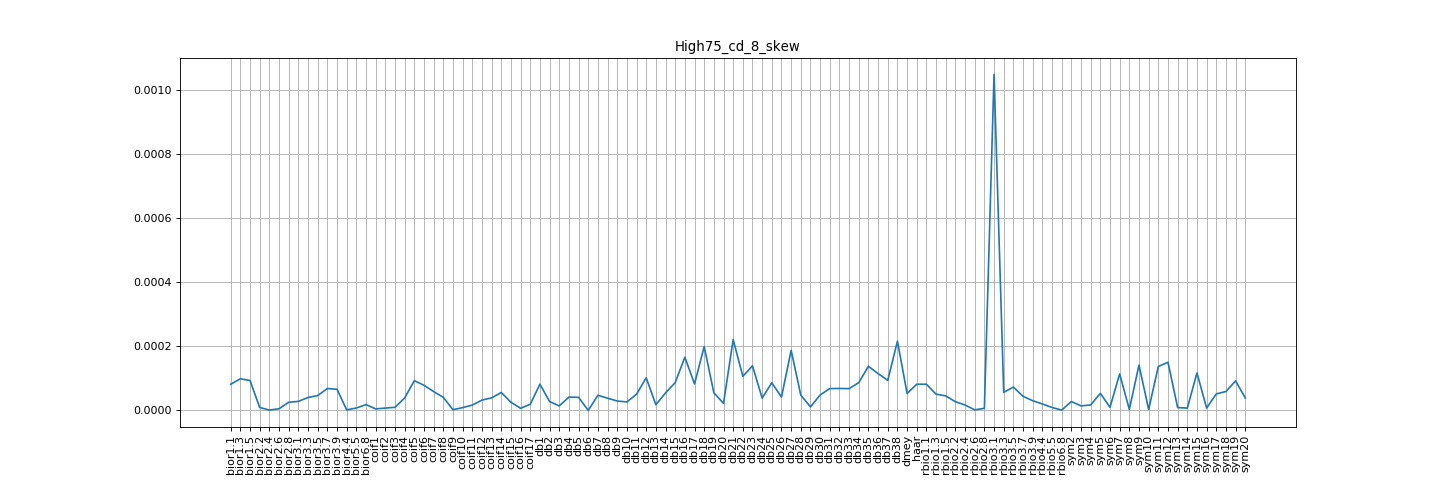 High75_cd_8_skew
0.0010
0.0008
0.0006
0.0004
0.0002
0.0000
bior1.1
bior1.3
bior1.5
bior2.2
bior2.4
bior2.6
bior2.8
bior3.1
bior3.3
bior3.5
bior3.7
bior3.9
bior4.4
bior5.5
bior6.8
coif1
coif2
coif3
coif4
coif5
coif6
coif7
coif8
coif9
coif10
coif11
coif12
coif13
coif14
coif15
coif16
coif17
db1
db2
db3
db4
db5
db6
db7
db8
db9
db10
db11
db12
db13
db14
db15
db16
db17
db18
db19
db20
db21
db22
db23
db24
db25
db26
db27
db28
db29
db30
db31
db32
db33
db34
db35
db36
db37
db38
dmey
haar
rbio1.1
rbio1.3
rbio1.5
rbio2.2
rbio2.4
rbio2.6
rbio2.8
rbio3.1
rbio3.3
rbio3.5
rbio3.7
rbio3.9
rbio4.4
rbio5.5
rbio6.8
sym2
sym3
sym4
sym5
sym6
sym7
sym8
sym9
sym10
sym11
sym12
sym13
sym14
sym15
sym16
sym17
sym18
sym19
sym20